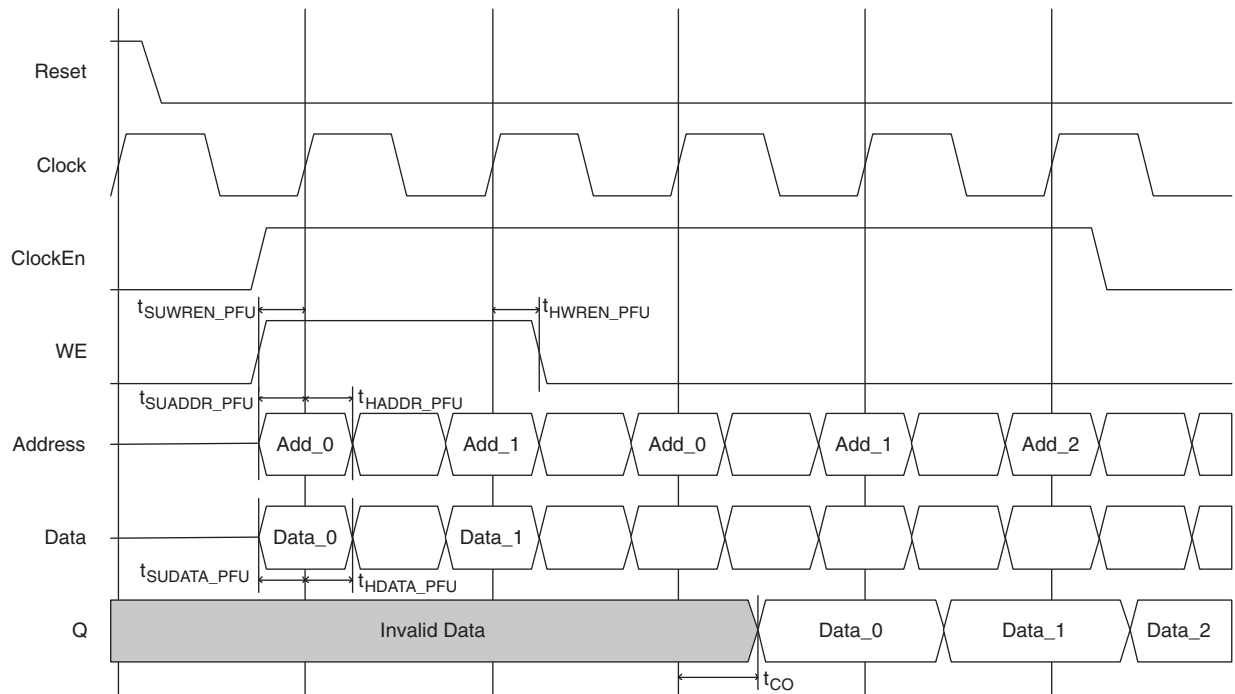 Reset
Clock
ClockEn
tSUWREN_PFU tHWREN_PFU
WE
tSUADDR_PFU tHADDR_PFU
Address Add_0 Add_1 Add_0 Add_1 Add_2
Data Data_0 Data_1
tSUDATA_PFU tHDATA_PFU
Q Invalid Data Data_0 Data_1 Data_2
tCO